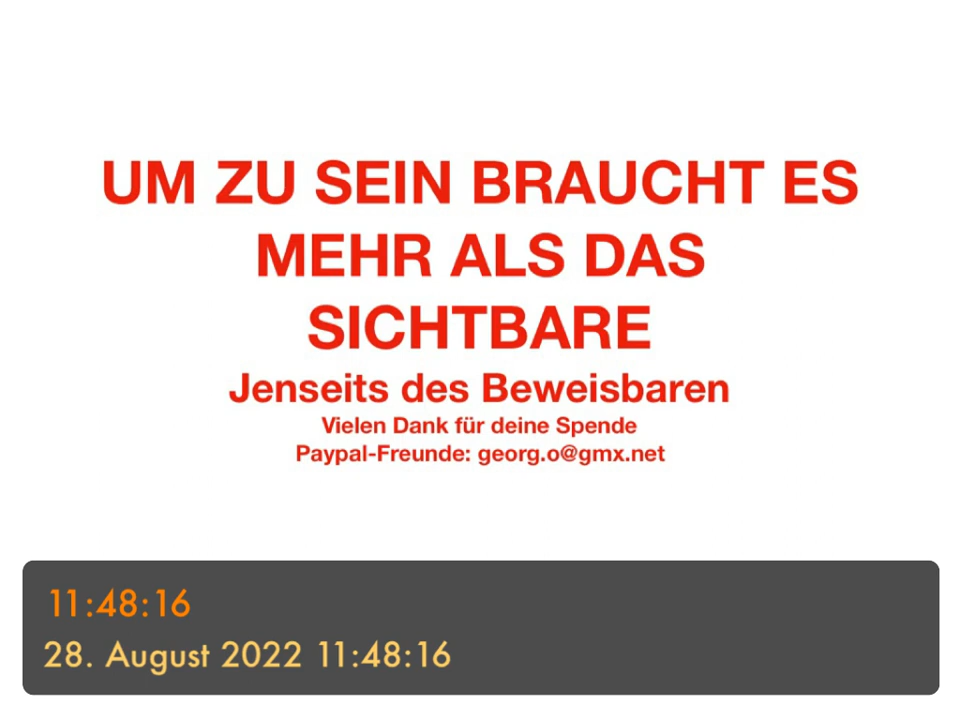 UM ZU SEIN BRAUCHT ES
MEHR ALS DAS
SICHTBARE
Jenseits des Beweisbaren
Vielen Dank für deine Spende
Paypal-Freunde: georg.o@gmx.net
11:48:16
28. August 2022 11:48:16